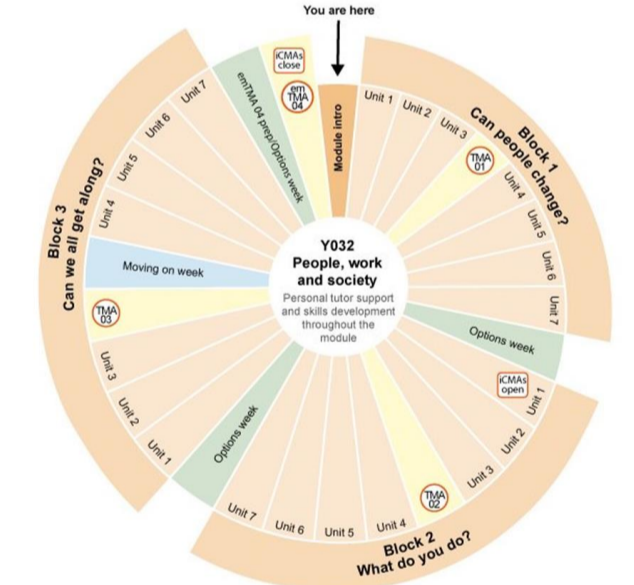 You are here
Module intro
Unit 1
Unit 2
Unit 3
TMA
01
Unit 4
Unit 5
Unit 6
Unit 7
Block 1
Can people change?
Options week
iCMAs
open
Unit 1
Unit 2
Unit 3
TMA
02
Unit 4
Unit 5
Unit 6
Unit 7
Block 2
What do you do?
Options week
Unit 1
Unit 2
Unit 3
TMA
03
Moving on week
Unit 4
Unit 5
Unit 6
Unit 7
Block 3
Can we all get along?
emTMA 04 prep/Options week
iCMAs
close
em
TMA
04
Y032
People, work
and society
Personal tutor support
and skills development
throughout the
module